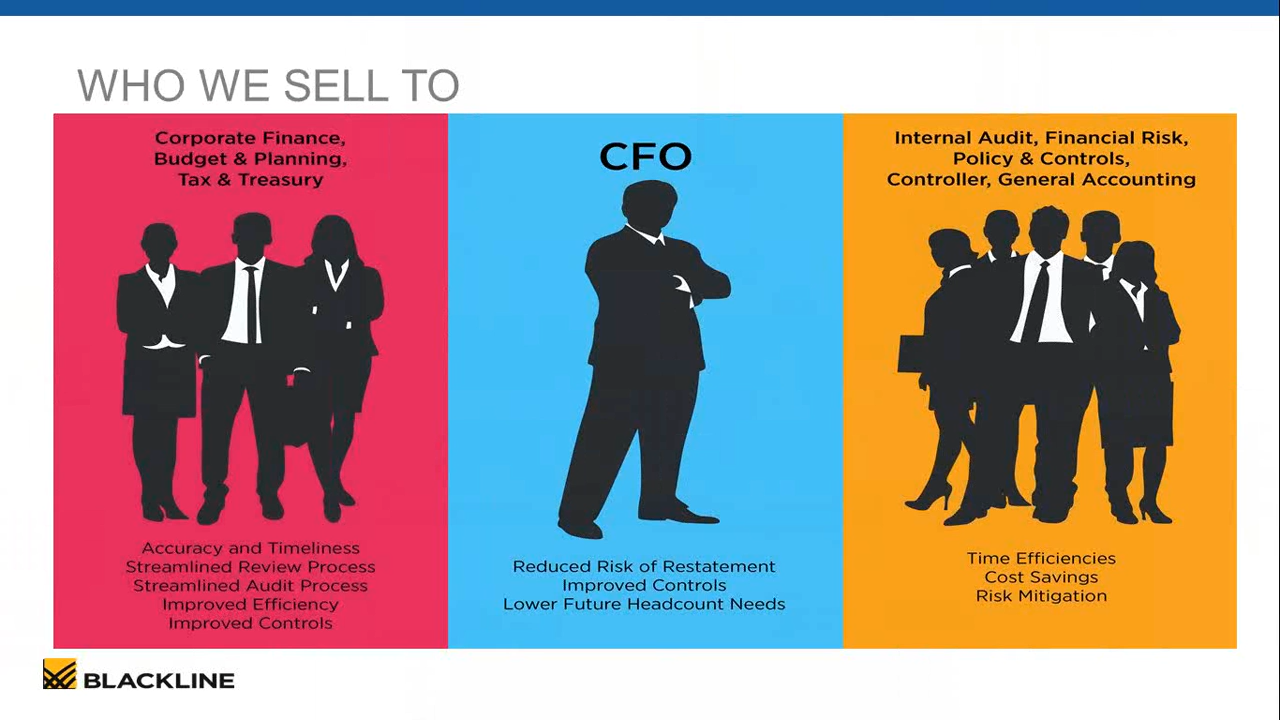 WHO WE SELL TO
Corporate Finance,
Budget & Planning,
Tax & Treasury
Accuracy and Timeliness
Streamlined Review Process
Streamlined Audit Process
Improved Efficiency
Improved Controls
CFO
Reduced Risk of Restatement
Improved Controls
Lower Future Headcount Needs
Internal Audit, Financial Risk,
Policy & Controls,
Controller, General Accounting
Time Efficiencies
Cost Savings
Risk Mitigation
BLACKLINE